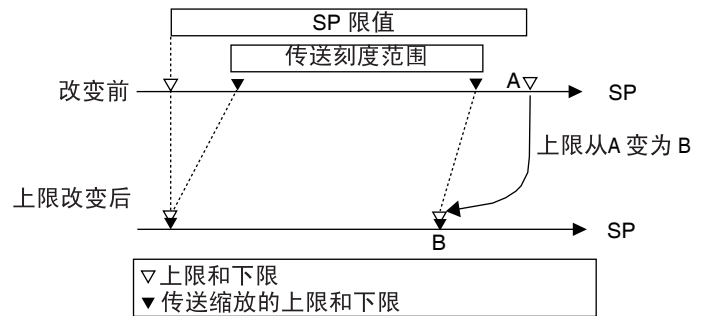 SP 限值
传送刻度范围
改变前
A
SP
上限从A 变为 B
上限改变后
SP
B
上限和下限
传送缩放的上限和下限